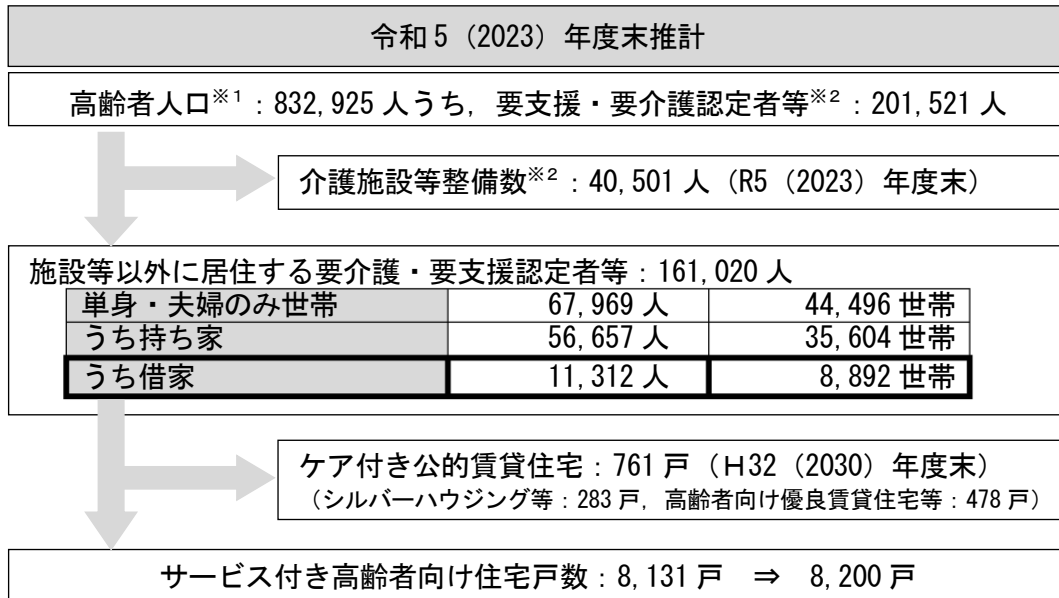 令和5（2023）年度末推計
高齢者人口※1：832,925人うち，要支援・要介護認定者等※2：201,521人
介護施設等整備数※2：40,501人（R5（2023）年度末）
施設等以外に居住する要介護・要支援認定者等：161,020人
単身・夫婦のみ世帯 67,969人 44,496世帯
うち持ち家 56,657人 35,604世帯
うち借家 11,312人 8,892世帯
ケア付き公的賃貸住宅：761戸（H32（2030）年度末）
（シルバーハウジング等：283戸，高齢者向け優良賃貸住宅等：478戸）
サービス付き高齢者向け住宅戸数：8,131戸 ⇒ 8,200戸